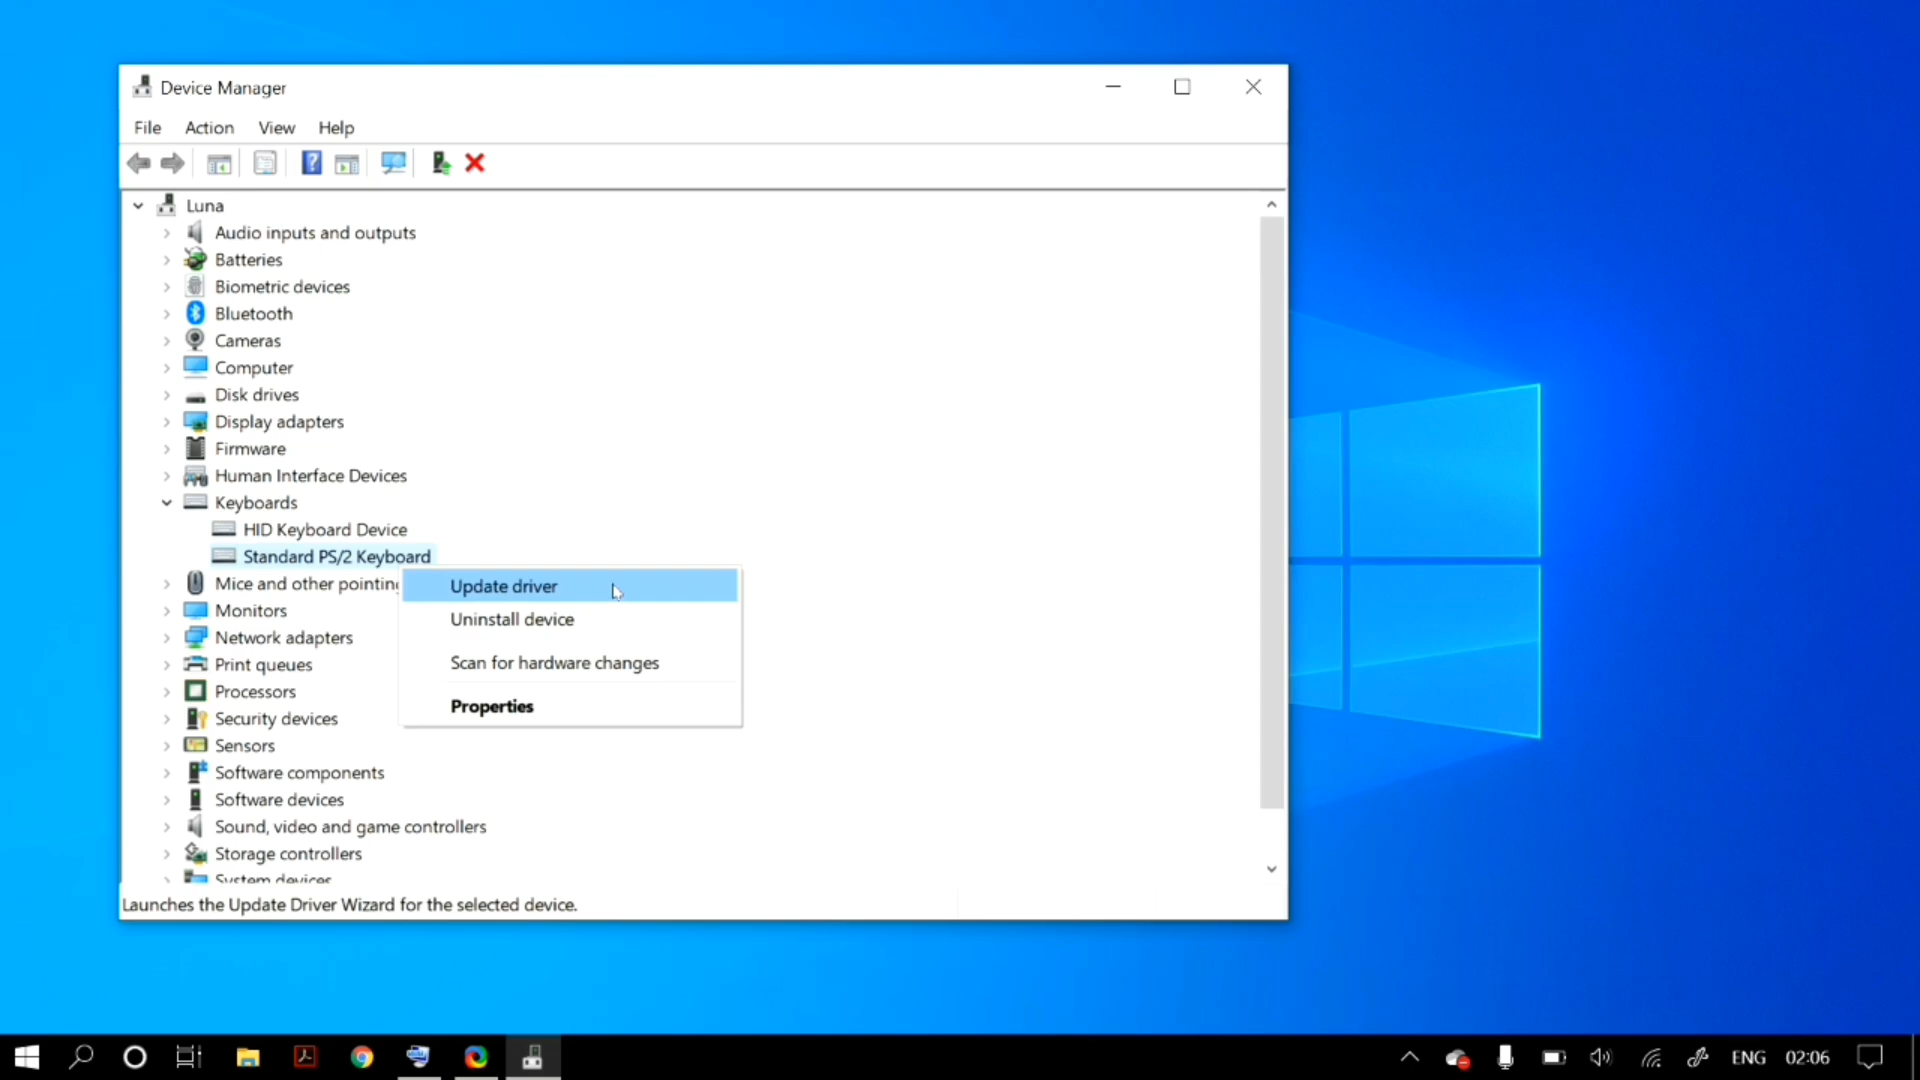 Device Manager
File Action View Help
Luna
Audio inputs and outputs
Batteries
Biometric devices
Bluetooth
Cameras
Computer
Disk drives
Display adapters
Firmware
Human Interface Devices
Keyboards
HID Keyboard Device
Standard PS/2 Keyboard
Mice and other pointing
Update driver
Uninstall device
Scan for hardware changes
Properties
Monitors
Network adapters
Print queues
Processors
Security devices
Sensors
Software components
Software devices
Sound, video and game controllers
Storage controllers
System devices
Launches the Update Driver Wizard for the selected device.
ENG 02:06